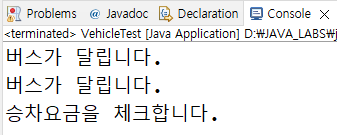 Problems @ Javadoc Declaration Console
<terminated> VehicleTest [Java Application] D:₩JAVA_LABS₩j
버스가 달립니다.
버스가 달립니다.
승차요금을 체크합니다.